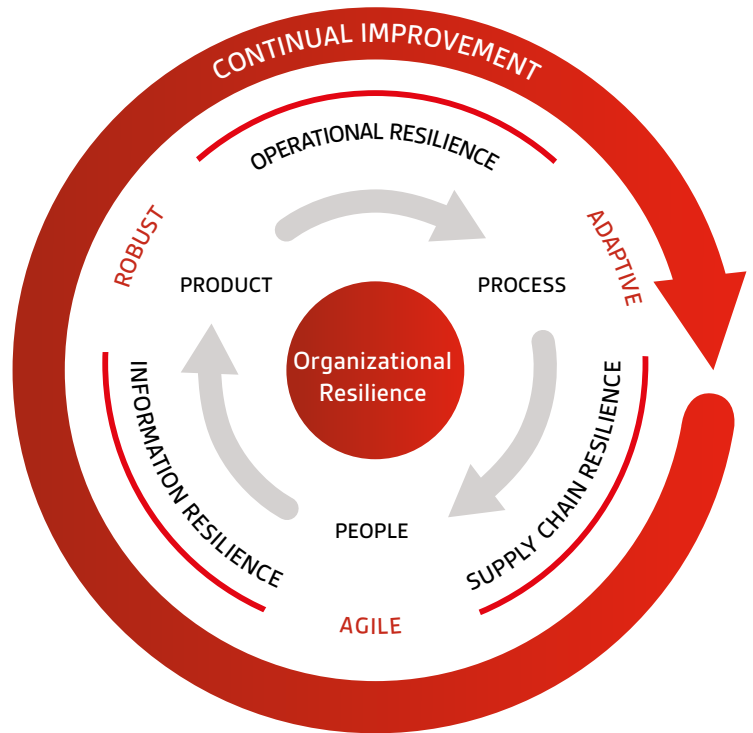 CONTINUAL IMPROVEMENT
OPERATIONAL RESILIENCE
ROBUST
ADAPTIVE
PRODUCT
PROCESS
Organizational
Resilience
INFORMATION RESILIENCE
SUPPLY CHAIN RESILIENCE
PEOPLE
AGILE